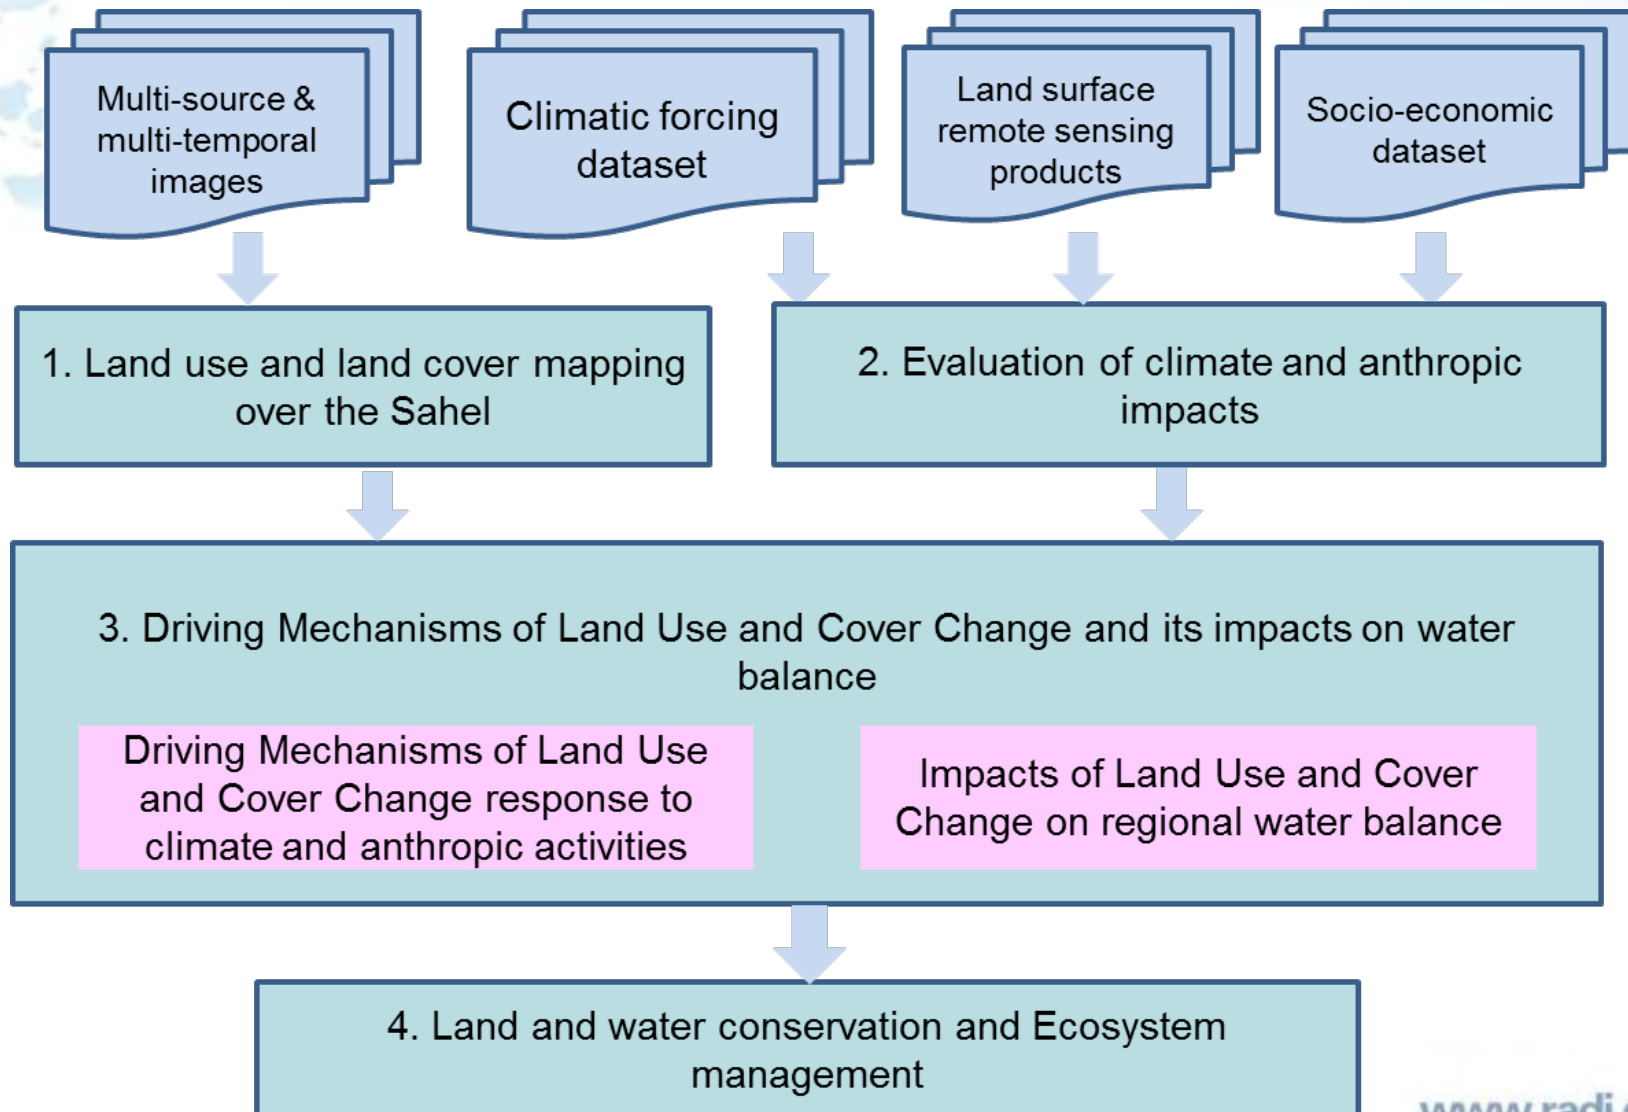 Multi-source &
multi-temporal
images
Climatic forcing
dataset
Land surface
remote sensing
products
Socio-economic
dataset
1. Land use and land cover mapping
over the Sahel
2. Evaluation of climate and anthropic
impacts
3. Driving Mechanisms of Land Use and Cover Change and its impacts on water
balance
Driving Mechanisms of Land Use
and Cover Change response to
climate and anthropic activities
Impacts of Land Use and Cover
Change on regional water balance
4. Land and water conservation and Ecosystem
management